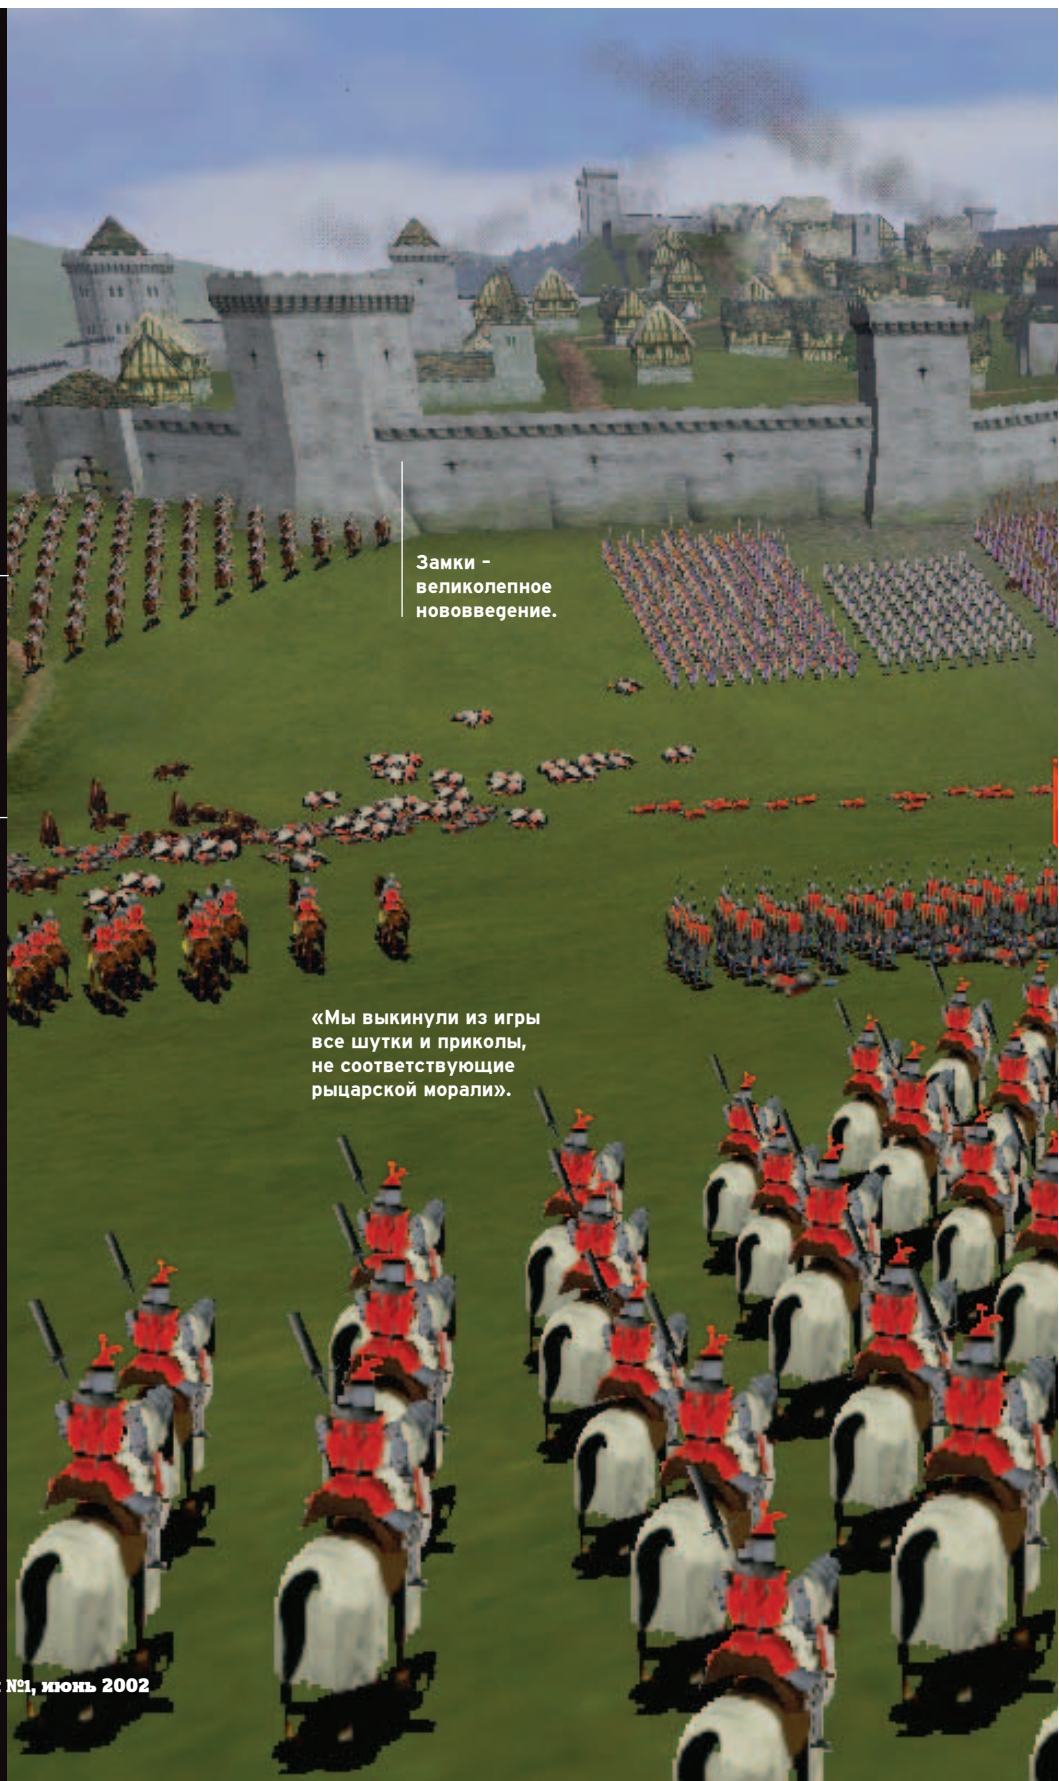 Замки –
великолепное
нововведение.
«Мы выкинули из игры
все шутки и приколы,
не соответствующие
рыцарской морали».
№1, июнь 2002